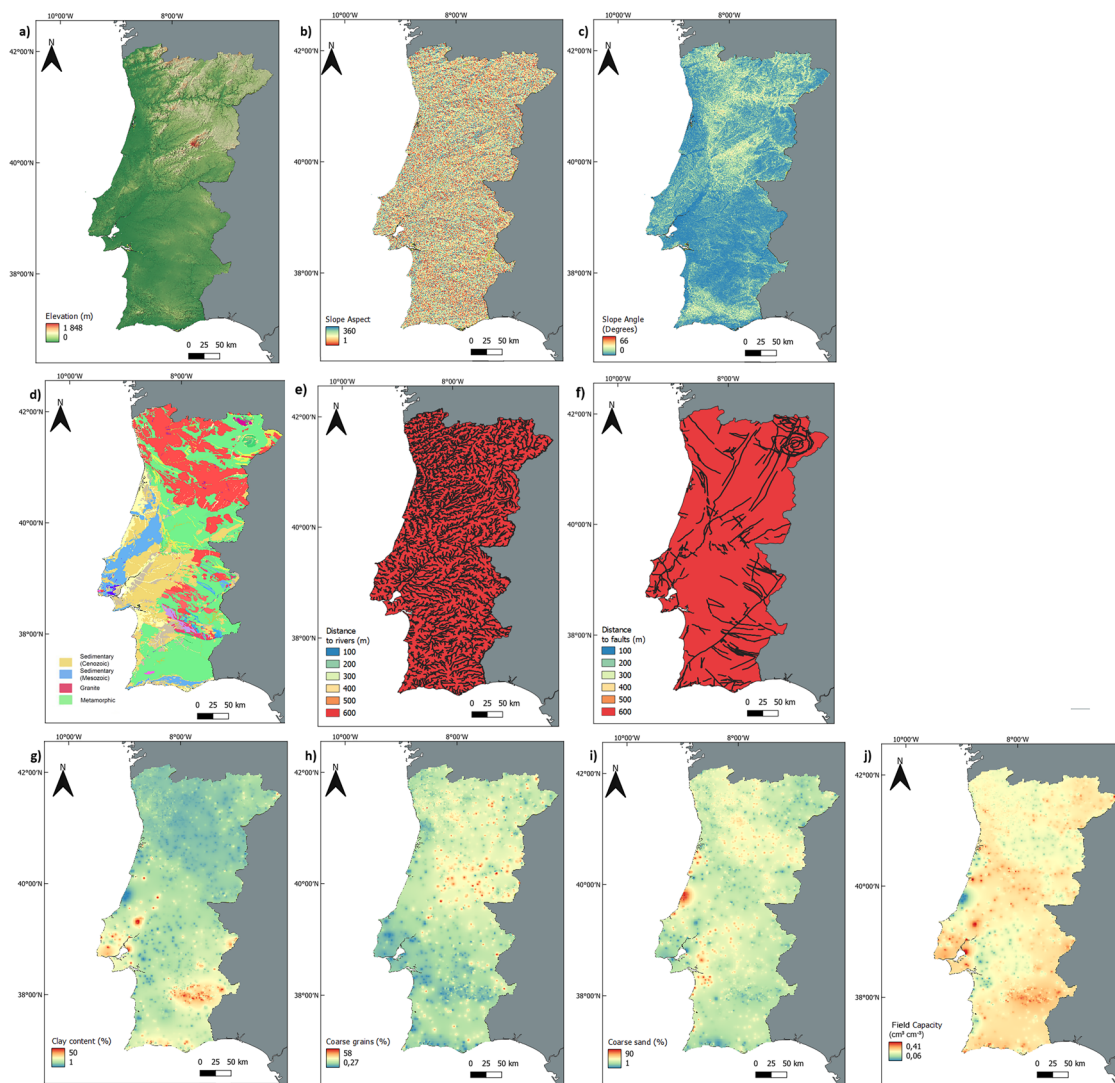 a)
10°00'W
8°00'W
N
42°00'N
40°00'N
38°00'N
Elevation (m)
1 848
0
0 25 50 km
b)
10°00'W
8°00'W
N
42°00'N
40°00'N
38°00'N
Slope Aspect
360
1
0 25 50 km
c)
10°00'W
8°00'W
N
42°00'N
40°00'N
38°00'N
Slope Angle
(Degrees)
66
0
0 25 50 km
d)
10°00'W
8°00'W
N
42°00'N
40°00'N
38°00'N
Sedimentary
(Cenozoic)
Sedimentary
(Mesozoic)
Granite
Metamorphic
0 25 50 km
e)
10°00'W
8°00'W
N
42°00'N
40°00'N
38°00'N
Distance
to rivers (m)
100
200
300
400
500
600
0 25 50 km
f)
10°00'W
8°00'W
N
42°00'N
40°00'N
38°00'N
Distance
to faults (m)
100
200
300
400
500
600
0 25 50 km
g)
10°00'W
8°00'W
N
42°00'N
40°00'N
38°00'N
Clay content (%)
50
1
0 25 50 km
h)
10°00'W
8°00'W
N
42°00'N
40°00'N
38°00'N
Coarse grains (%)
58
0,27
0 25 50 km
i)
10°00'W
8°00'W
N
42°00'N
40°00'N
38°00'N
Coarse sand (%)
90
1
0 25 50 km
j)
10°00'W
8°00'W
N
42°00'N
40°00'N
38°00'N
Field Capacity
(cm³ cm⁻³)
0,41
0,06
0 25 50 km